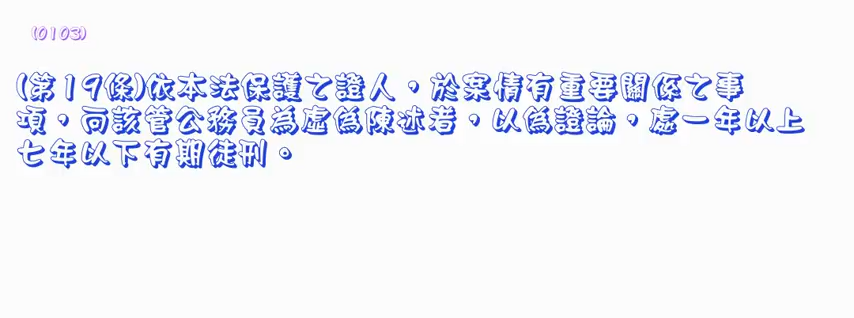 (0103)
(第19條)依本法保護之證人，於案情有重要關係之事
項，向該管公務員為虛偽陳述者，以偽證論，處一年以上
七年以下有期徒刑。